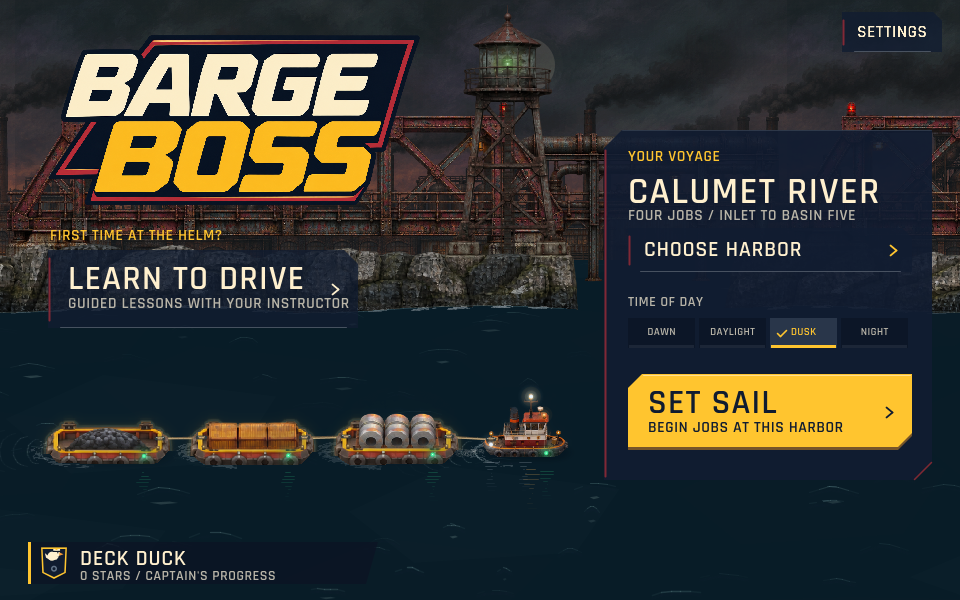 SETTINGS
BARGE
BOSS
FIRST TIME AT THE HELM?
LEARN TO DRIVE
GUIDED LESSONS WITH YOUR INSTRUCTOR
YOUR VOYAGE
CALUMET RIVER
FOUR JOBS / INLET TO BASIN FIVE
CHOOSE HARBOR
TIME OF DAY
DAWN DAYLIGHT DUSK NIGHT
SET SAIL
BEGIN JOBS AT THIS HARBOR
DECK DUCK
0 STARS / CAPTAIN'S PROGRESS